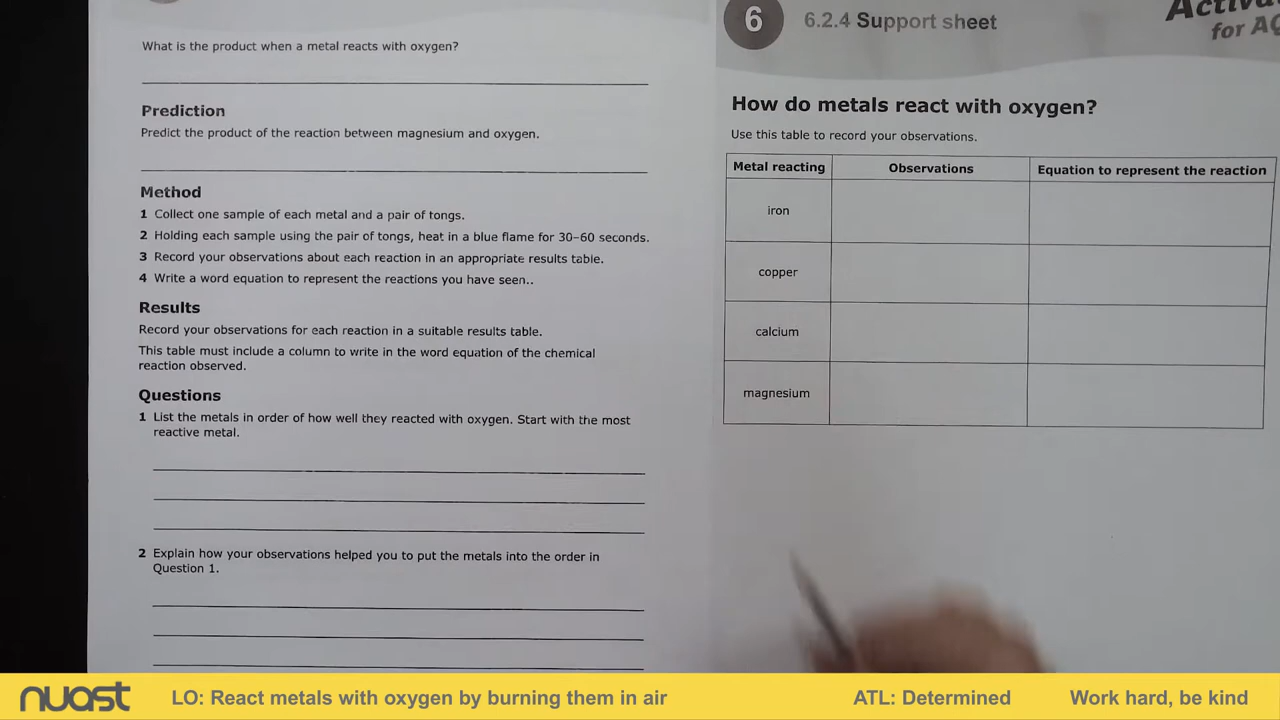 What is the product when a metal reacts with oxygen?
Prediction
Predict the product of the reaction between magnesium and oxygen.
Method
1 Collect one sample of each metal and a pair of tongs.
2 Holding each sample using the pair of tongs, heat in a blue flame for 30–60 seconds.
3 Record your observations about each reaction in an appropriate results table.
4 Write a word equation to represent the reactions you have seen..
Results
Record your observations for each reaction in a suitable results table.
This table must include a column to write in the word equation of the chemical
reaction observed.
Questions
1 List the metals in order of how well they reacted with oxygen. Start with the most
reactive metal.
2 Explain how your observations helped you to put the metals into the order in
Question 1.
6 6.2.4 Support sheet
for
How do metals react with oxygen?
Use this table to record your observations.
Metal reacting Observations Equation to represent the reaction
iron
copper
calcium
magnesium
nuast LO: React metals with oxygen by burning them in air ATL: Determined Work hard, be kind